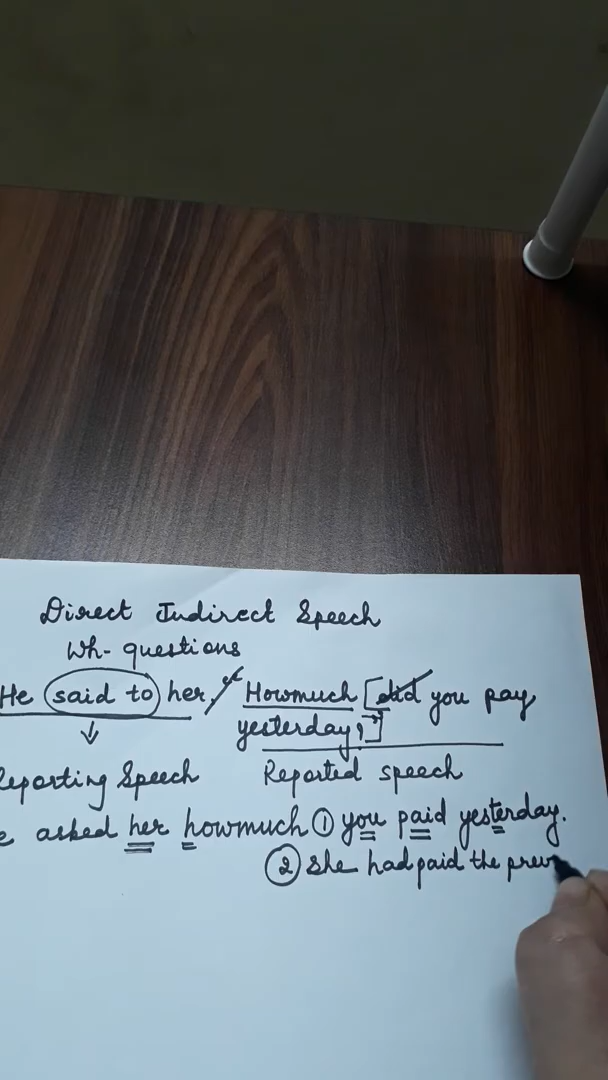 Direct Indirect Speech
Wh- questions
He said to her, " Howmuch [did you pay
yesterday?"]
Reporting Speech Reported speech
asked her howmuch ① you paid yesterday.
② she had paid the prev